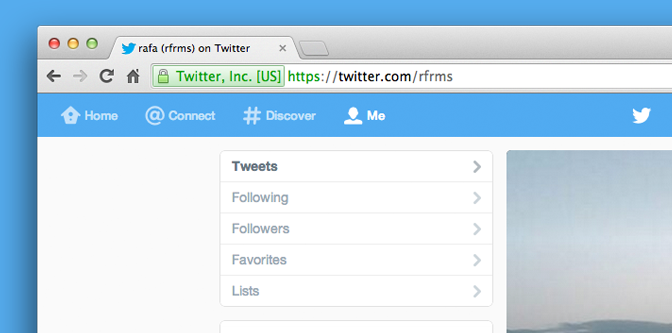 rafa (rfrms) on Twitter
Twitter, Inc. [US] https://twitter.com/rfrms
Home @ Connect # Discover Me
Tweets
Following
Followers
Favorites
Lists